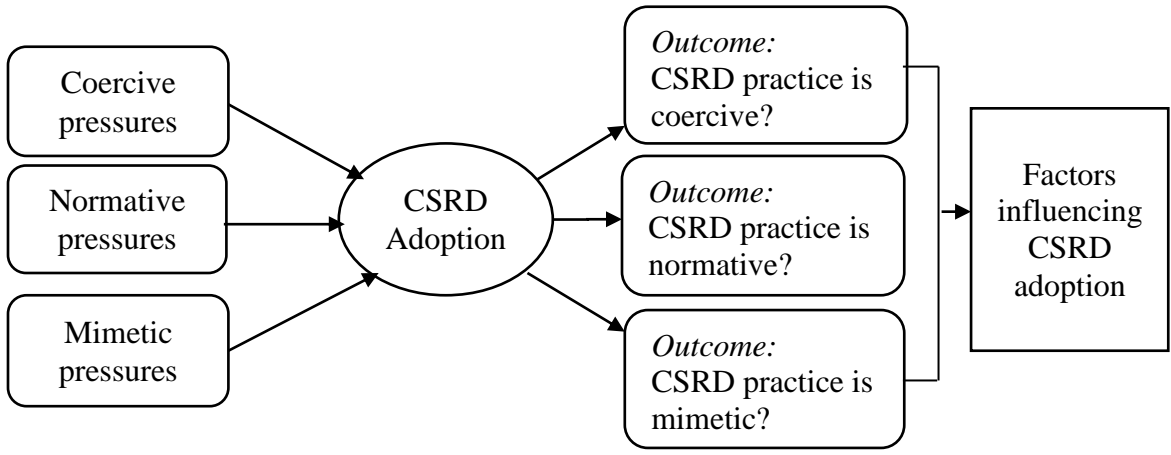 Coercive
pressures
Normative
pressures
Mimetic
pressures
CSRD
Adoption
Outcome:
CSRD practice is
coercive?
Outcome:
CSRD practice is
normative?
Outcome:
CSRD practice is
mimetic?
Factors
influencing
CSRD
adoption